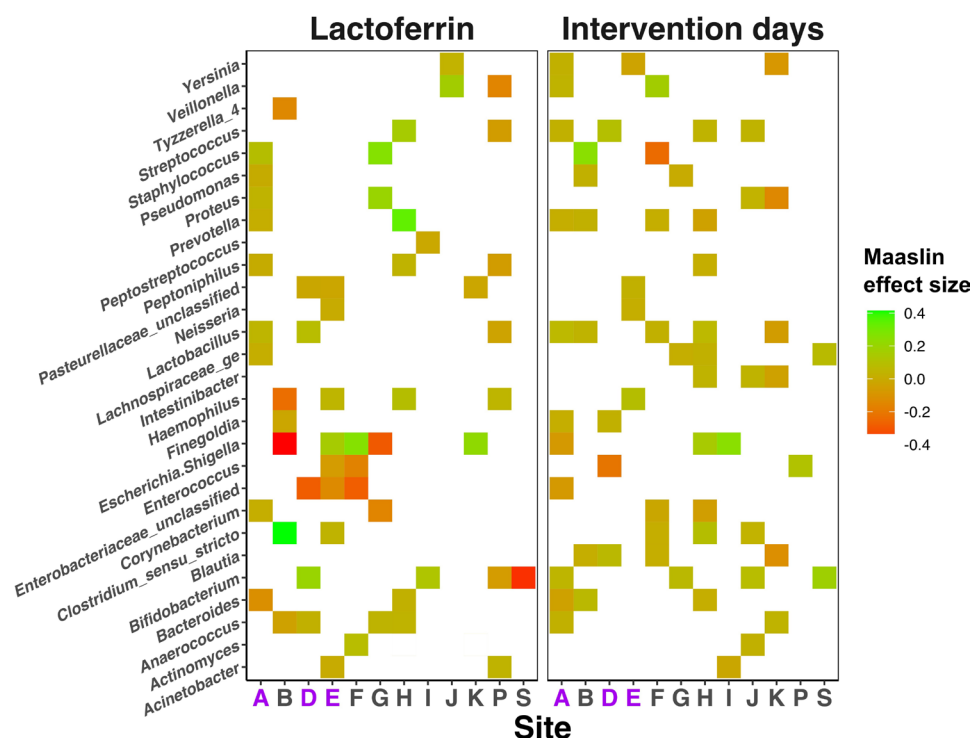 Lactoferrin Intervention days
Yersinia
Veillonella
Tyzzerella_4
Streptococcus
Staphylococcus
Pseudomonas
Proteus
Prevotella
Peptostreptococcus
Peptoniphilus
Pasteurellaceae_unclassified
Neisseria
Lactobacillus
Lachnospiraceae_ge
Intestinibacter
Haemophilus
Finegoldia
Escherichia.Shigella
Enterococcus
Enterobacteriaceae_unclassified
Corynebacterium
Clostridium_sensu_stricto
Blautia
Bifidobacterium
Bacteroides
Anaerococcus
Actinomyces
Acinetobacter
A B D E F G H I J K P S A B D E F G H I J K P S
Site
Maaslin
effect size
0.4
0.2
0.0
-0.2
-0.4